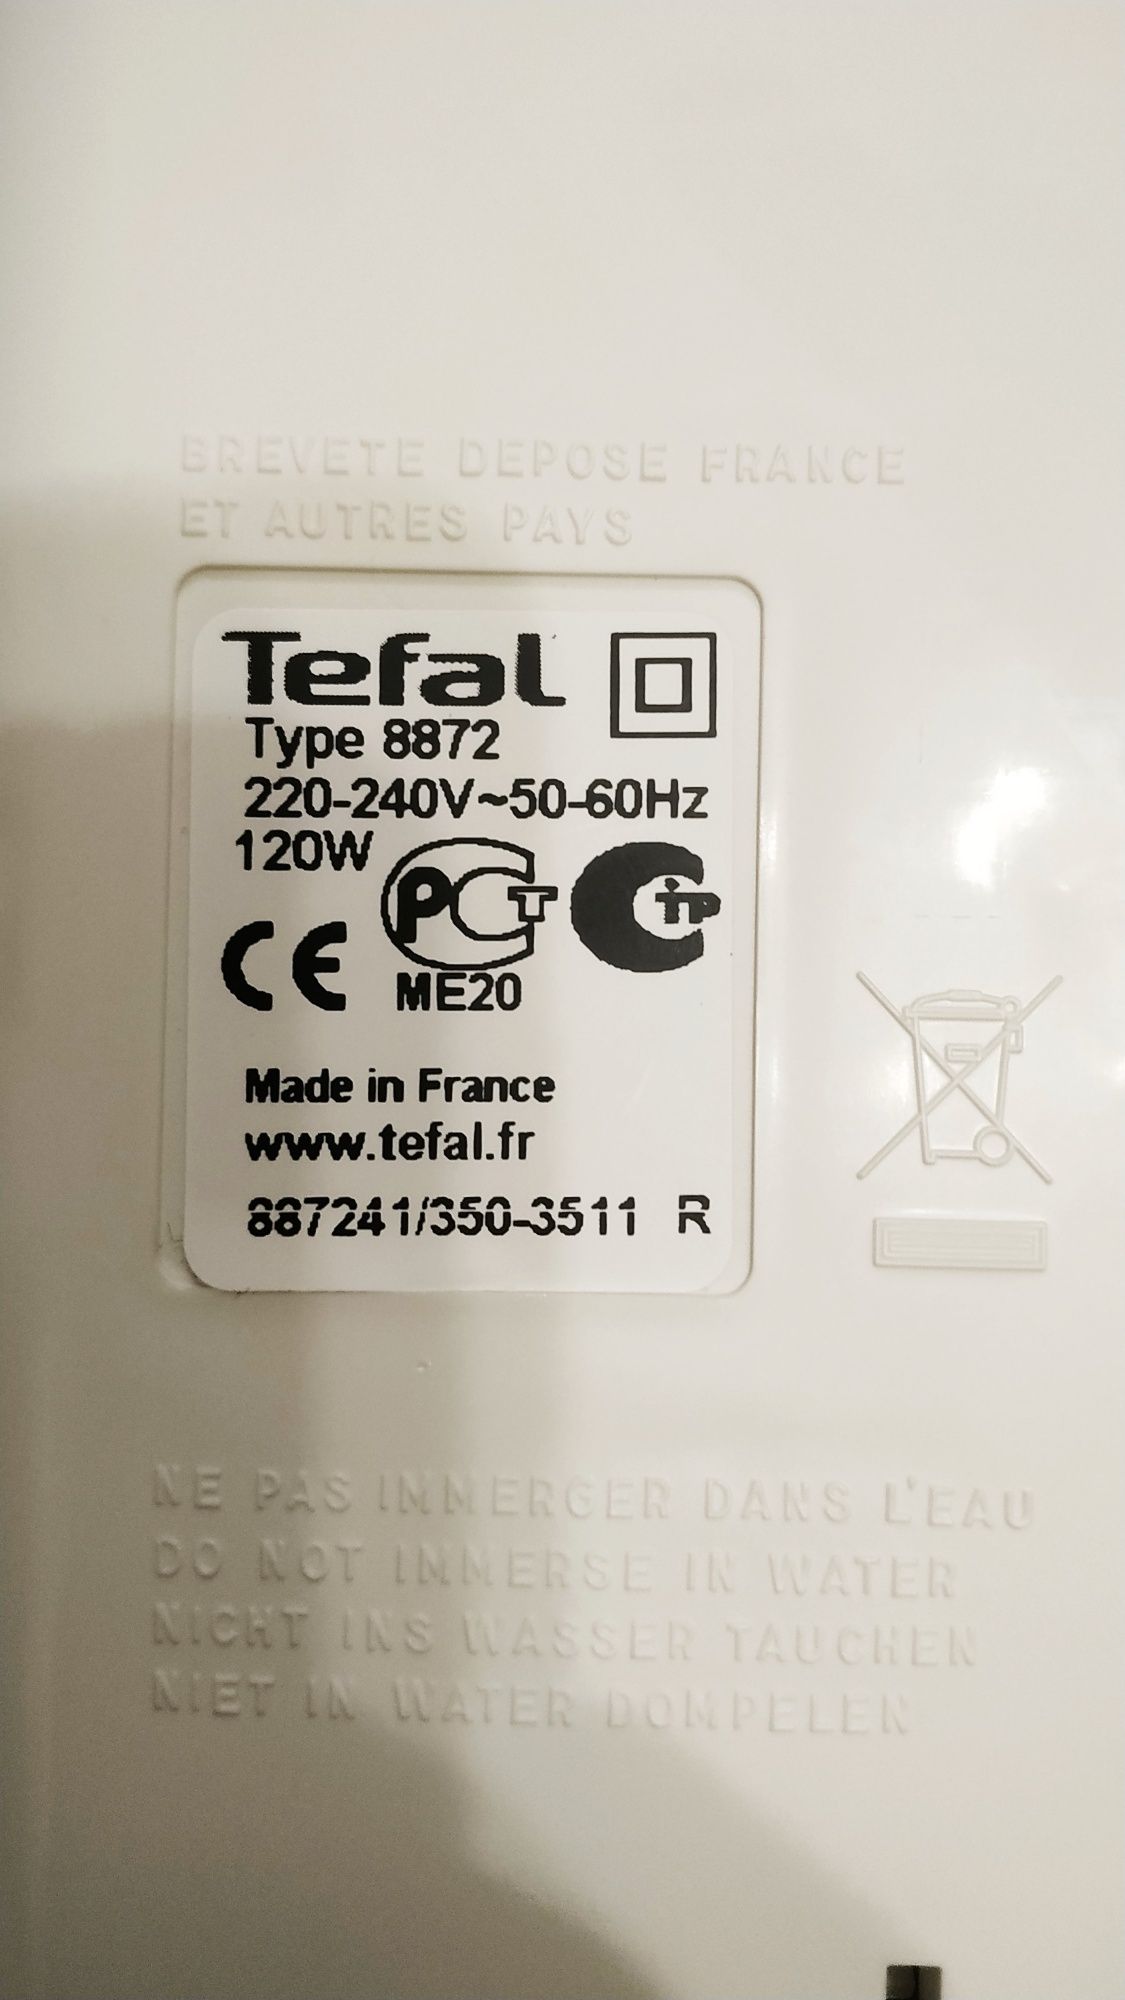 BREVETE DEPOSE FRANCE
ET AUTRES PAYS
Tefal
Type 8872
220-240V~50-60Hz
120W
РСТ
ME20
CE
Made in France
www.tefal.fr
887241/350-3511 R
NE PAS IMMERGER DANS L'EAU
DO NOT IMMERSE IN WATER
NICHT INS WASSER TAUCHEN
NIET IN WATER DOMPELEN